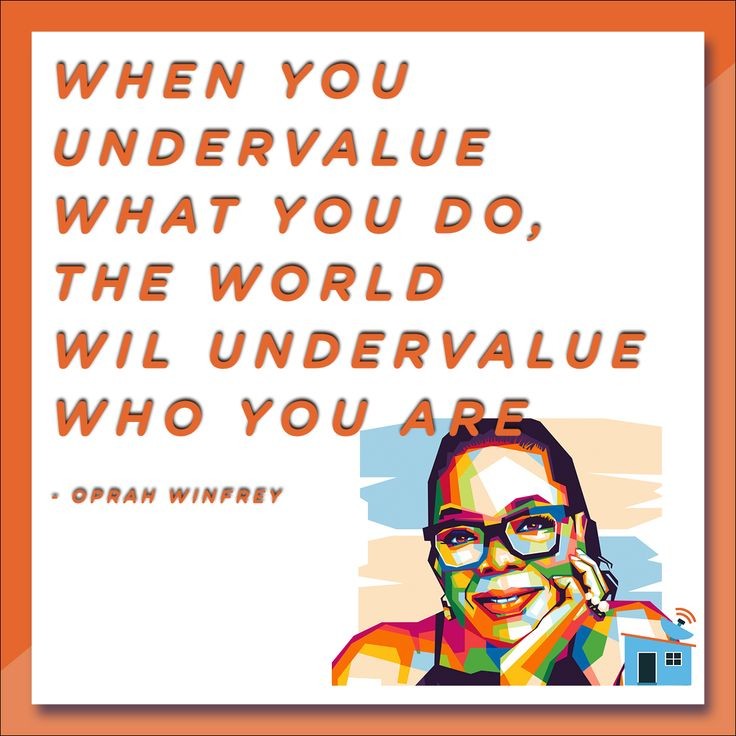 WHEN YOU
UNDERVALUE
WHAT YOU DO,
THE WORLD
WIL UNDERVALUE
WHO YOU ARE
- OPRAH WINFREY